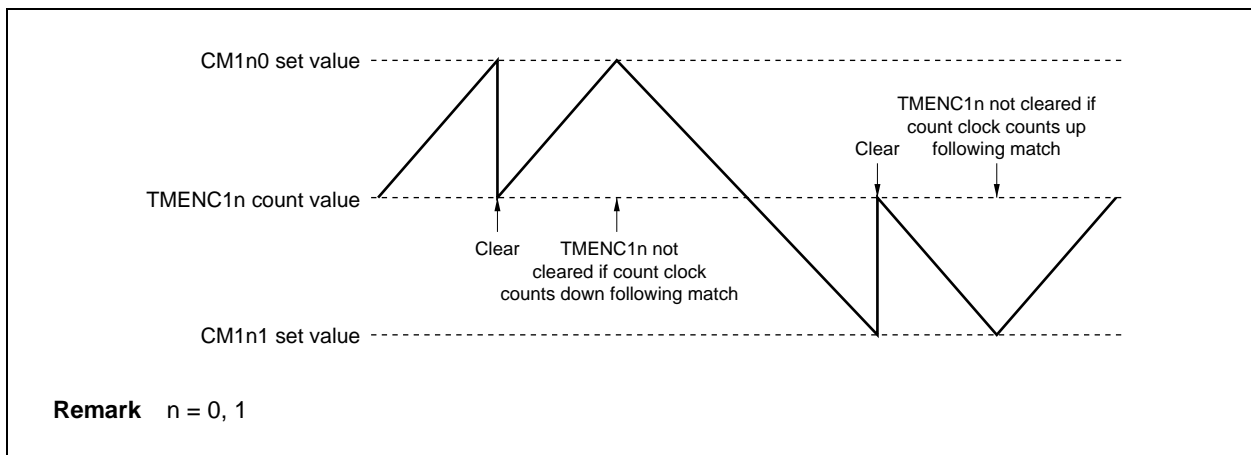 CM1n0 set value
TMENC1n not cleared if
count clock counts up
following match
Clear
TMENC1n count value
Clear
TMENC1n not
cleared if count clock
counts down following match
CM1n1 set value
Remark n = 0, 1